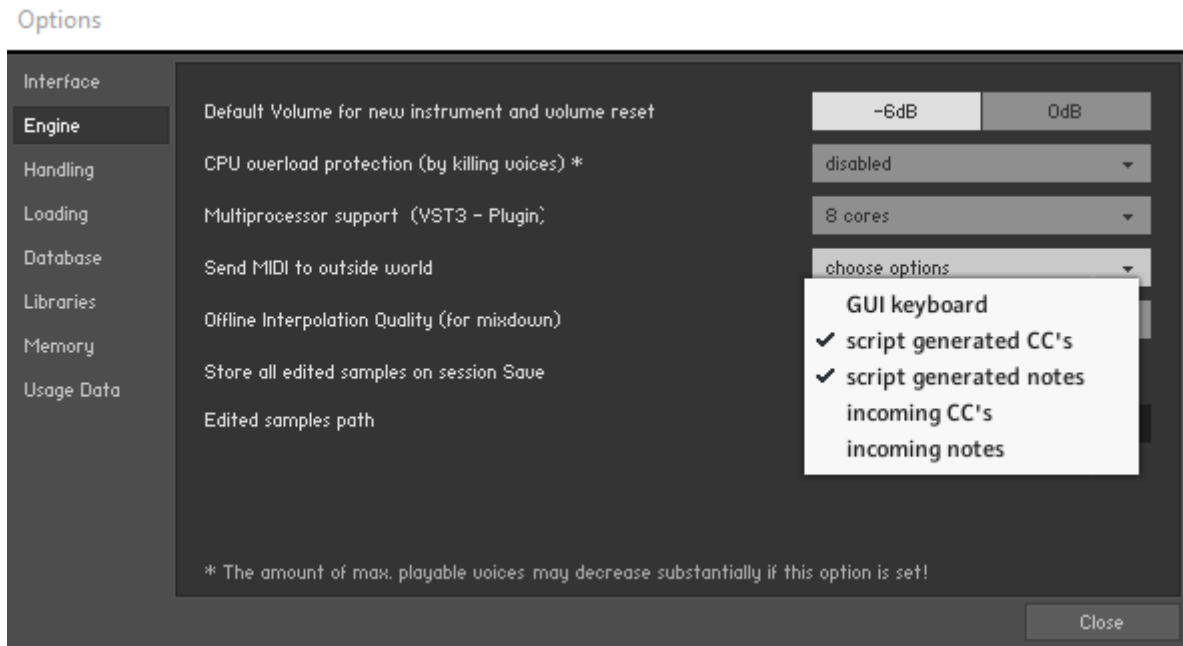 Options
Interface
Engine
Handling
Loading
Database
Libraries
Memory
Usage Data
Default Volume for new instrument and volume reset
-6dB
0dB
CPU overload protection (by killing voices) *
disabled
Multiprocessor support (VST3 - Plugin)
8 cores
Send MIDI to outside world
choose options
GUI keyboard
✓ script generated CC's
✓ script generated notes
incoming CC's
incoming notes
Offline Interpolation Quality (for mixdown)
Store all edited samples on session Save
Edited samples path
* The amount of max. playable voices may decrease substantially if this option is set!
Close